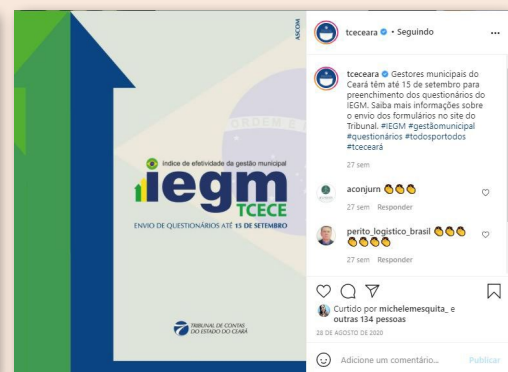 ASCOM
ORDEM E
índice de efetividade da gestão municipal
iegm
TCECE
ENVIO DE QUESTIONÁRIOS ATÉ 15 DE SETEMBRO
TRIBUNAL DE CONTAS
DO ESTADO DO CEARÁ
tceceara • Seguindo
tceceara Gestores municipais do
Ceará têm até 15 de setembro para
preenchimento dos questionários do
IEGM. Saiba mais informações sobre
o envio dos formulários no site do
Tribunal. #IEGM #gestãomunicipal
#questionários #todosportodos
#tceceará
27 sem
aconjurn 👏👏👏
27 sem Responder
perito_logistico_brasil 👏👏👏
👏👏👏👏
27 sem Responder
Curtido por michelemesquita_ e
outras 134 pessoas
28 DE AGOSTO DE 2020
Adicione um comentário... Publicar